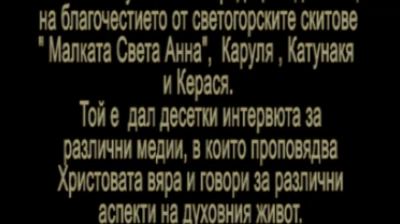 на благочестието от светогорските скитове
" Малката Света Анна", Каруля , Катунакя
и Керася.
Той е дал десетки интервюта за
различни медии, в които проповядва
Христовата вяра и говори за различни
аспекти на духовния живот.